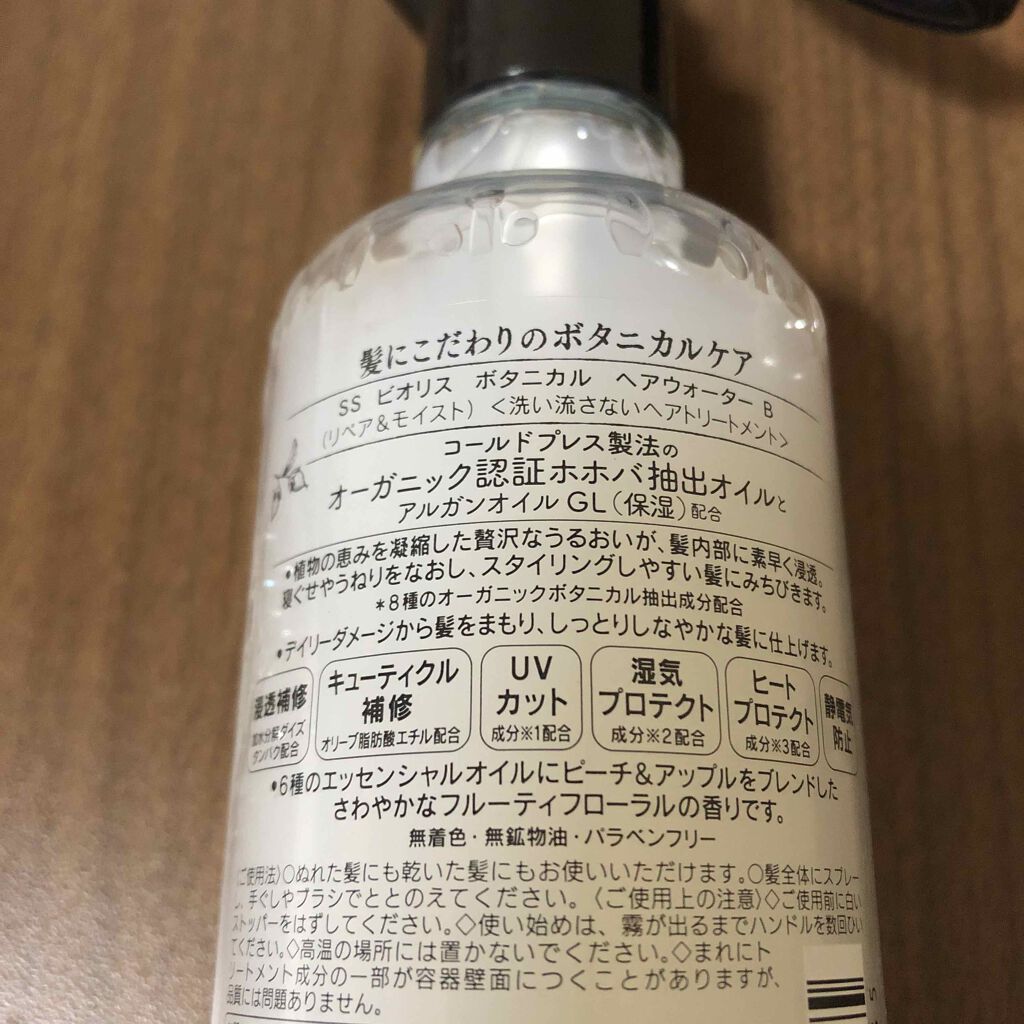 髪にこだわりのボタニカルケア
SS ビオリス ボタニカル ヘアウォーター B
(リペア&モイスト) <洗い流さないヘアトリートメント>
コールドプレス製法の
オーガニック認証ホホバ抽出オイルと
アルガンオイル GL (保湿) 配合
•植物の恵みを凝縮した贅沢なうるおいが、髪内部に素早く浸透。
寝ぐせやうねりをなおし、スタイリングしやすい髪にみちびきます。
*8種のオーガニックボタニカル抽出成分配合
•デイリーダメージから髪をまもり、しっとりしなやかな髪に仕上げます。
浸透補修
加水分解ダイズ
タンパク配合
キューティクル
補修
オリーブ脂肪酸エチル配合
UV
カット
成分※1配合
湿気
プロテクト
成分※2配合
ヒート
プロテクト
成分※3配合
静電気
防止
•6種のエッセンシャルオイルにピーチ&アップルをブレンドした
さわやかなフルーティフローラルの香りです。
無着色・無鉱物油・パラベンフリー
〈ご使用法〉○ぬれた髪にも乾いた髪にもお使いいただけます。○髪全体にスプレー
し、手ぐしやブラシでととのえてください。〈ご使用上の注意〉◇ご使用前に白い
ストッパーをはずしてください。◇使い始めは、霧が出るまでハンドルを数回ひい
てください。◇高温の場所には置かないでください。◇まれにト
リートメント成分の一部が容器壁面につくことがありますが、
品質には問題ありません。